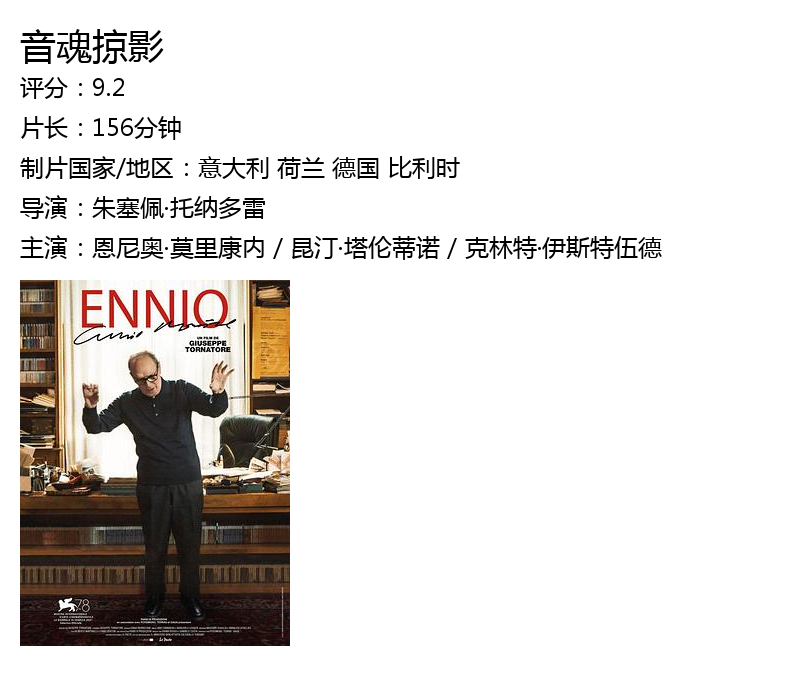 音魂掠影
评分：9.2
片长：156分钟
制片国家/地区：意大利 荷兰 德国 比利时
导演：朱塞佩·托纳多雷
主演：恩尼奥·莫里康内 / 昆汀·塔伦蒂诺 / 克林特·伊斯特伍德
ENNIO
UN FILM DE
GIUSEPPE
TORNATORE
78